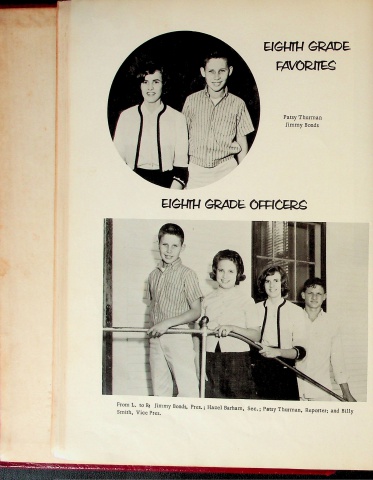 EIGHTH GRADE
FAVORITES
Patsy Thurman
Jimmy Bonds
EIGHTH GRADE OFFICERS
From L. to R: Jimmy Bonds, Pres.; Hazel Barham, Sec.; Patsy Thurman, Reporter; and Billy
Smith, Vice Pres.